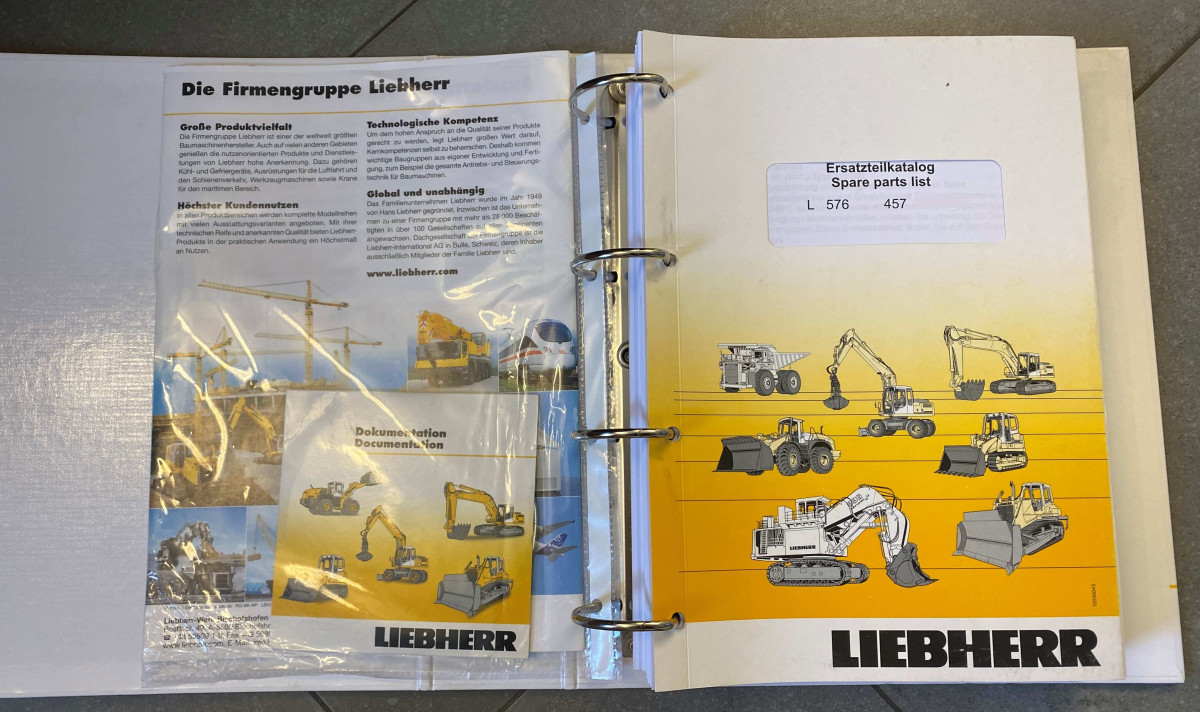 Die Firmengruppe Liebherr
Große Produktvielfalt
Die Firmengruppe Liebherr ist einer der weltweit größten
Baumaschinenhersteller. Auch auf vielen anderen Gebieten
genießen die nutzenorientierten Produkte und Dienstleis-
tungen von Liebherr hohe Anerkennung. Dazu gehören
Kühl- und Gefriergeräte, Ausrüstungen für die Luftfahrt und
den Schienenverkehr, Werkzeugmaschinen sowie Krane
für den maritimen Bereich.
Höchster Kundennutzen
In allen Produktbereichen werden komplette Modellreihen
mit vielen Ausstattungsvarianten angeboten. Mit ihrer
technischen Reife und anerkannten Qualität bieten Liebherr-
Produkte in der praktischen Anwendung ein Höchstmaß
an Nutzen.
Technologische Kompetenz
Um dem hohen Anspruch an die Qualität seiner Produkte
gerecht zu werden, legt Liebherr großen Wert darauf,
Kernkompetenzen selbst zu beherrschen. Deshalb kommen
wichtige Baugruppen aus eigener Entwicklung und Ferti-
gung, zum Beispiel die gesamte Antriebs- und Steuerungs-
technik für Baumaschinen.
Global und unabhängig
Das Familienunternehmen Liebherr wurde im Jahr 1949
von Hans Liebherr gegründet. Inzwischen ist das Unterneh-
men zu einer Firmengruppe mit mehr als 26 000 Beschäf-
tigten in über 100 Gesellschaften auf allen Kontinenten
angewachsen. Dachgesellschaft der Firmengruppe ist die
Liebherr-International AG in Bulle, Schweiz, deren Inhaber
ausschließlich Mitglieder der Familie Liebherr sind.
www.liebherr.com
Dokumentation
Documentation
LIEBHERR
Liebherr-Werk Bischofshofen
Ersatzteilkatalog
Spare parts list
L 576 457
LIEBHERR
LIEBHERR